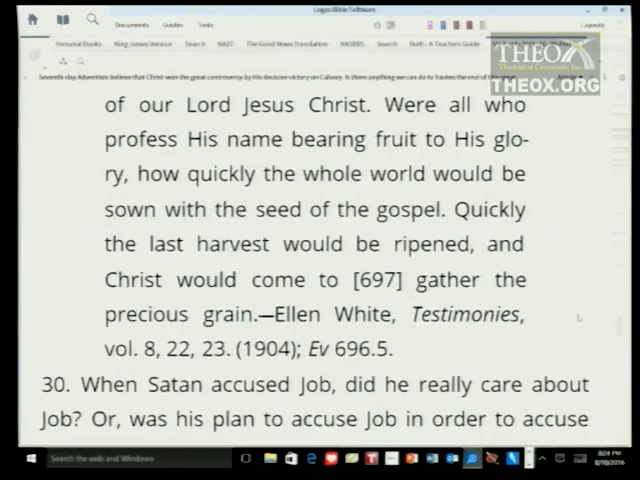 Logos Bible Software
Documents Guides Tools
Layouts
Personal Books King James Version Search NA27 The Good News Translation NASB95 Search Ruth - A Teachers Guide
THEOX
THEOX.ORG
Seventh-day Adventists believe that Christ won the great controversy by His decisive victory on Calvary. Is there anything we can do to hasten the end of this great
of our Lord Jesus Christ. Were all who
profess His name bearing fruit to His glo-
ry, how quickly the whole world would be
sown with the seed of the gospel. Quickly
the last harvest would be ripened, and
Christ would come to [697] gather the
precious grain.—Ellen White, Testimonies,
vol. 8, 22, 23. (1904); Ev 696.5.
30. When Satan accused Job, did he really care about
Job? Or, was his plan to accuse Job in order to accuse
Search the web and Windows